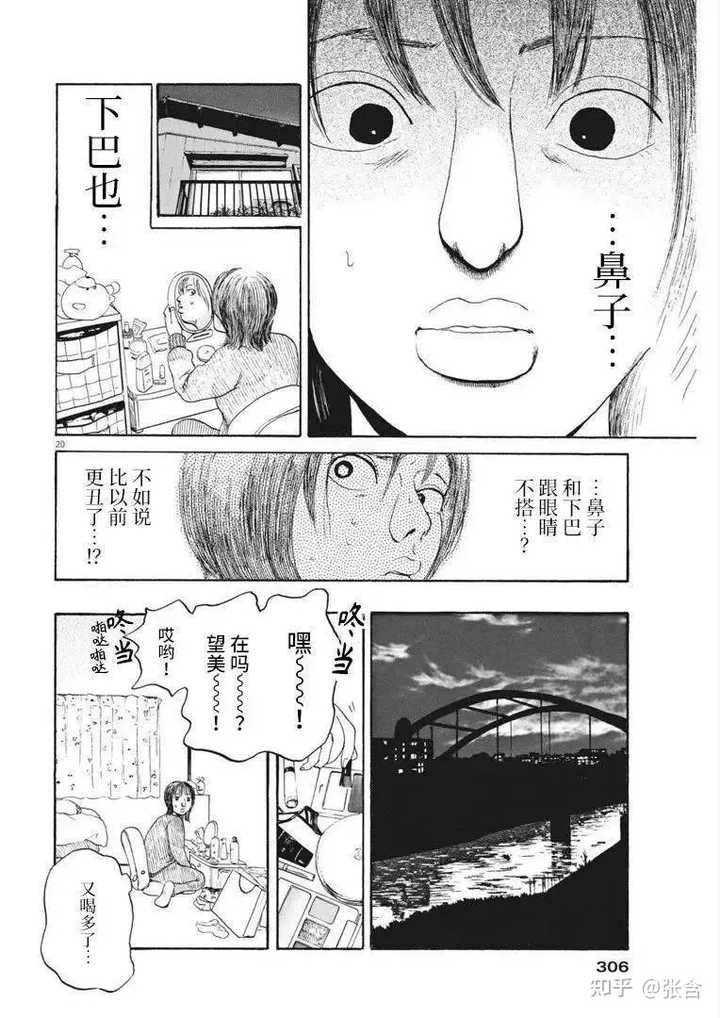 …鼻子…
下巴也…
20
…鼻子
和下巴
跟眼睛
不搭…?
不如说
比以前
更丑了…!?
咚当
嘿～～～!
在吗～～～?
望美～～～!
哎哟!
咚当
啪哒啪哒
又喝多了…
306
知乎 @张含